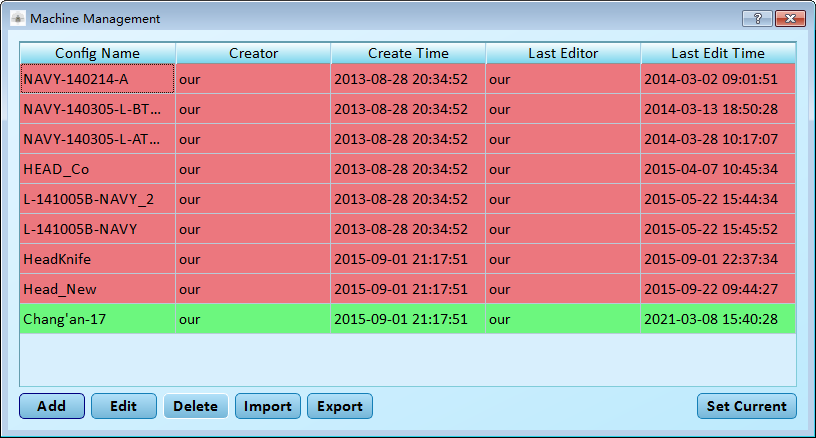 Machine Management
?
Config Name Creator Create Time Last Editor Last Edit Time
NAVY-140214-A our 2013-08-28 20:34:52 our 2014-03-02 09:01:51
NAVY-140305-L-BT... our 2013-08-28 20:34:52 our 2014-03-13 18:50:28
NAVY-140305-L-AT... our 2013-08-28 20:34:52 our 2014-03-28 10:17:07
HEAD_Co our 2013-08-28 20:34:52 our 2015-04-07 10:45:34
L-141005B-NAVY_2 our 2013-08-28 20:34:52 our 2015-05-22 15:44:34
L-141005B-NAVY our 2013-08-28 20:34:52 our 2015-05-22 15:45:52
HeadKnife our 2015-09-01 21:17:51 our 2015-09-01 22:37:34
Head_New our 2015-09-01 21:17:51 our 2015-09-22 09:44:27
Chang'an-17 our 2015-09-01 21:17:51 our 2021-03-08 15:40:28
Add Edit Delete Import Export Set Current